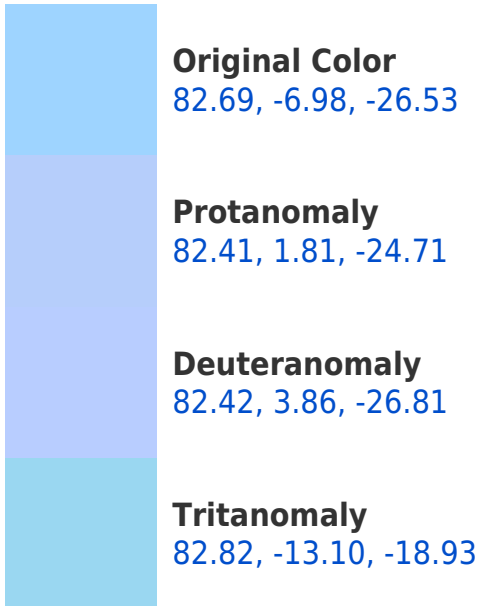 Original Color
82.69, -6.98, -26.53
Protanomaly
82.41, 1.81, -24.71
Deuteranomaly
82.42, 3.86, -26.81
Tritanomaly
82.82, -13.10, -18.93